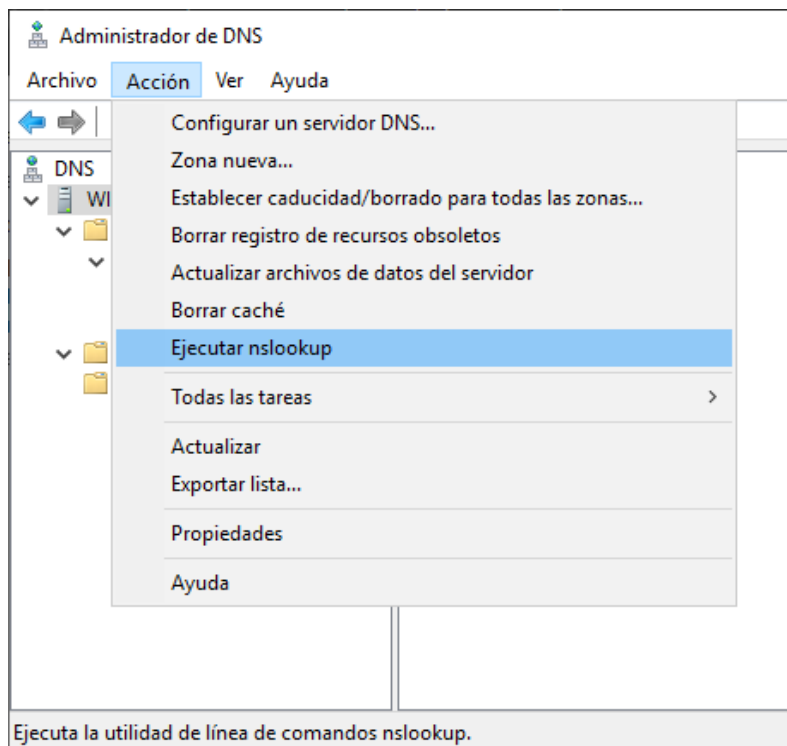 Administrador de DNS
Archivo Acción Ver Ayuda
Configurar un servidor DNS...
DNS
Zona nueva...
WI
Establecer caducidad/borrado para todas las zonas...
Borrar registro de recursos obsoletos
Actualizar archivos de datos del servidor
Borrar caché
Ejecutar nslookup
Todas las tareas
Actualizar
Exportar lista...
Propiedades
Ayuda
Ejecuta la utilidad de línea de comandos nslookup.